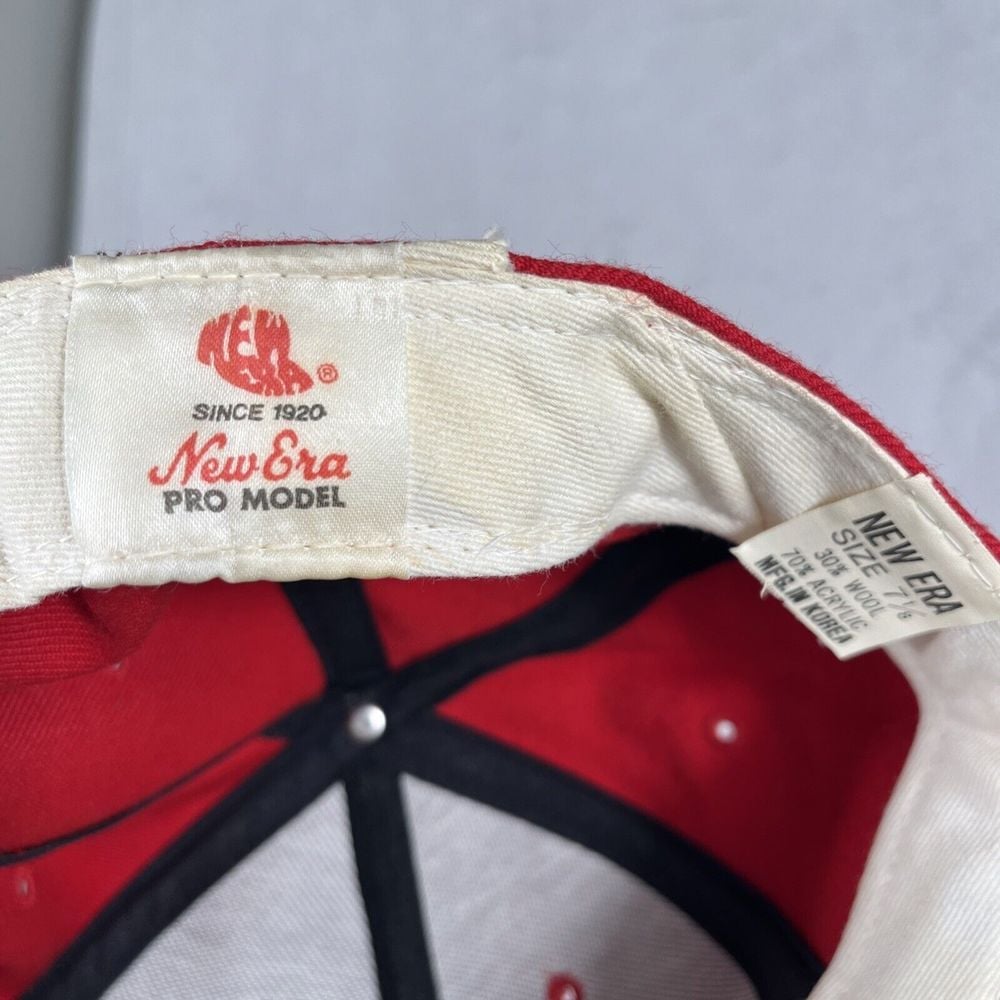 NEW
ERA
®
SINCE 1920
New Era
PRO MODEL
NEW ERA
SIZE 7⅛
30% WOOL
70% ACRYLIC
MFG.IN KOREA